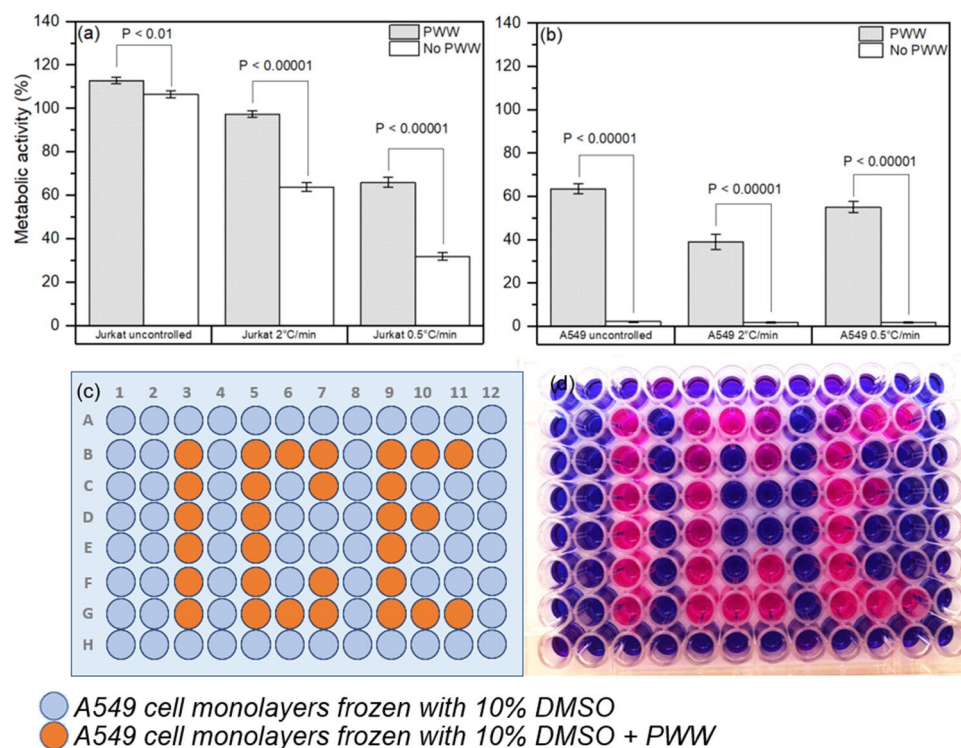 (a)
PWW
No PWW
P < 0.01
P < 0.00001
P < 0.00001
Metabolic activity (%)
140
120
100
80
60
40
20
0
Jurkat uncontrolled
Jurkat 2°C/min
Jurkat 0.5°C/min
(b)
PWW
No PWW
P < 0.00001
P < 0.00001
P < 0.00001
140
120
100
80
60
40
20
0
A549 uncontrolled
A549 2°C/min
A549 0.5°C/min
(c)
1 2 3 4 5 6 7 8 9 10 11 12
A
B
C
D
E
F
G
H
(d)
A549 cell monolayers frozen with 10% DMSO
A549 cell monolayers frozen with 10% DMSO + PWW